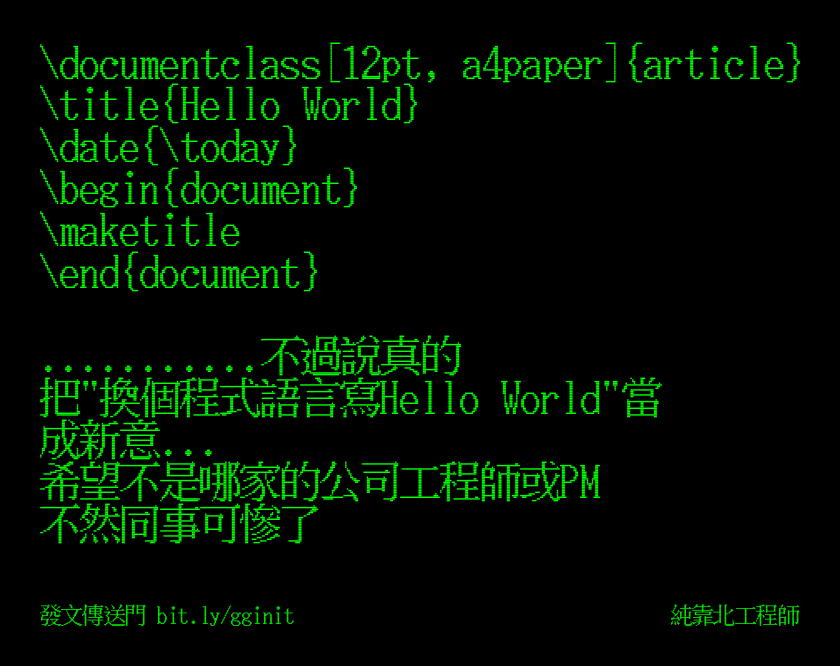 \documentclass[12pt, a4paper]{article}
\title{Hello World}
\date{\today}
\begin{document}
\maketitle
\end{document}
...........不過說真的
把"換個程式語言寫Hello World"當
成新意...
希望不是哪家的公司工程師或PM
不然同事可慘了
發文傳送門 bit.ly/gginit
純靠北工程師